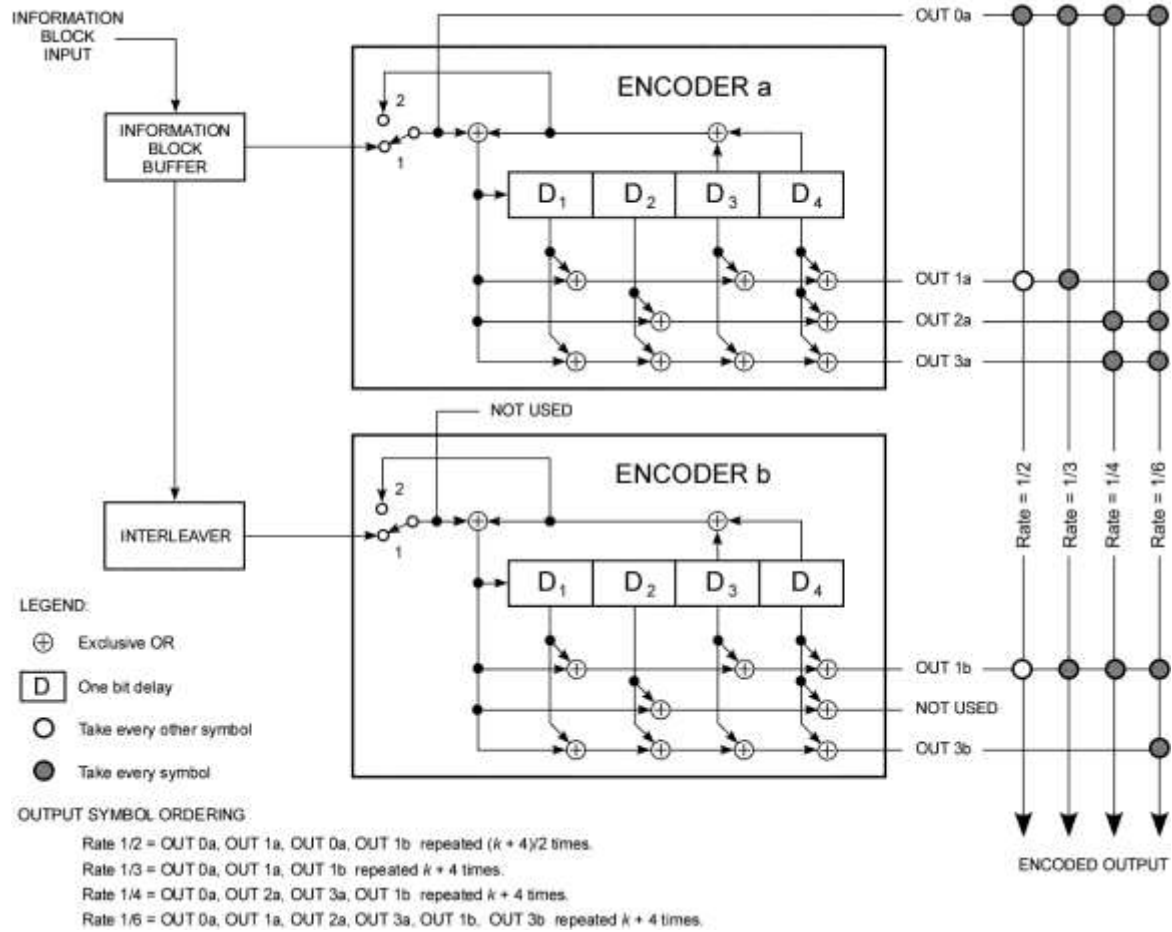 INFORMATION
BLOCK
INPUT
OUT 0a
ENCODER a
2
1
INFORMATION
BLOCK
BUFFER
D1 D2 D3 D4
OUT 1a
OUT 2a
OUT 3a
NOT USED
ENCODER b
2
1
INTERLEAVER
D1 D2 D3 D4
Rate = 1/2
Rate = 1/3
Rate = 1/4
Rate = 1/6
OUT 1b
NOT USED
OUT 3b
LEGEND:
Exclusive OR
D One bit delay
Take every other symbol
Take every symbol
ENCODED OUTPUT
OUTPUT SYMBOL ORDERING
Rate 1/2 = OUT 0a, OUT 1a, OUT 0a, OUT 1b repeated (k + 4)/2 times.
Rate 1/3 = OUT 0a, OUT 1a, OUT 1b repeated k + 4 times.
Rate 1/4 = OUT 0a, OUT 2a, OUT 3a, OUT 1b repeated k + 4 times.
Rate 1/6 = OUT 0a, OUT 1a, OUT 2a, OUT 3a, OUT 1b, OUT 3b repeated k + 4 times.